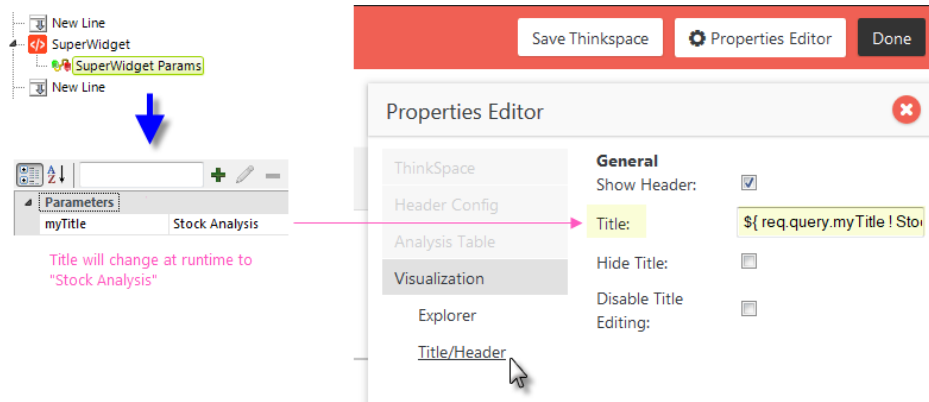 New Line
SuperWidget
SuperWidget Params
New Line
Parameters
myTitle Stock Analysis
Title will change at runtime to
"Stock Analysis"
Save Thinkspace Properties Editor Done
Properties Editor
ThinkSpace
Header Config
Analysis Table
Visualization
Explorer
Title/Header
General
Show Header:
Title: ${ req.query.myTitle ! Sto
Hide Title:
Disable Title
Editing: